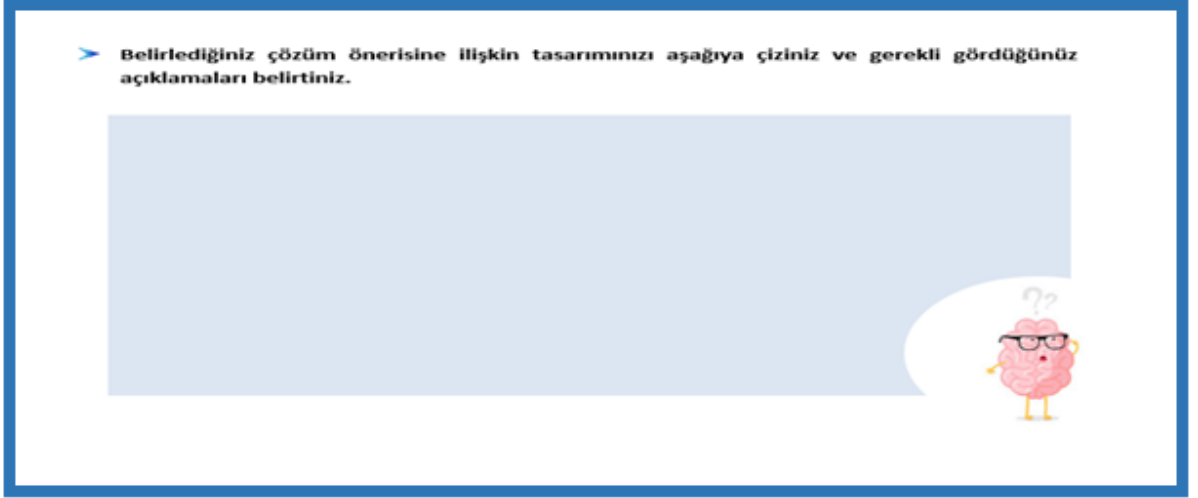 ➤ Belirlediğiniz çözüm önerisine ilişkin tasarımınızı aşağıya çiziniz ve gerekli gördüğünüz
açıklamaları belirtiniz.
??